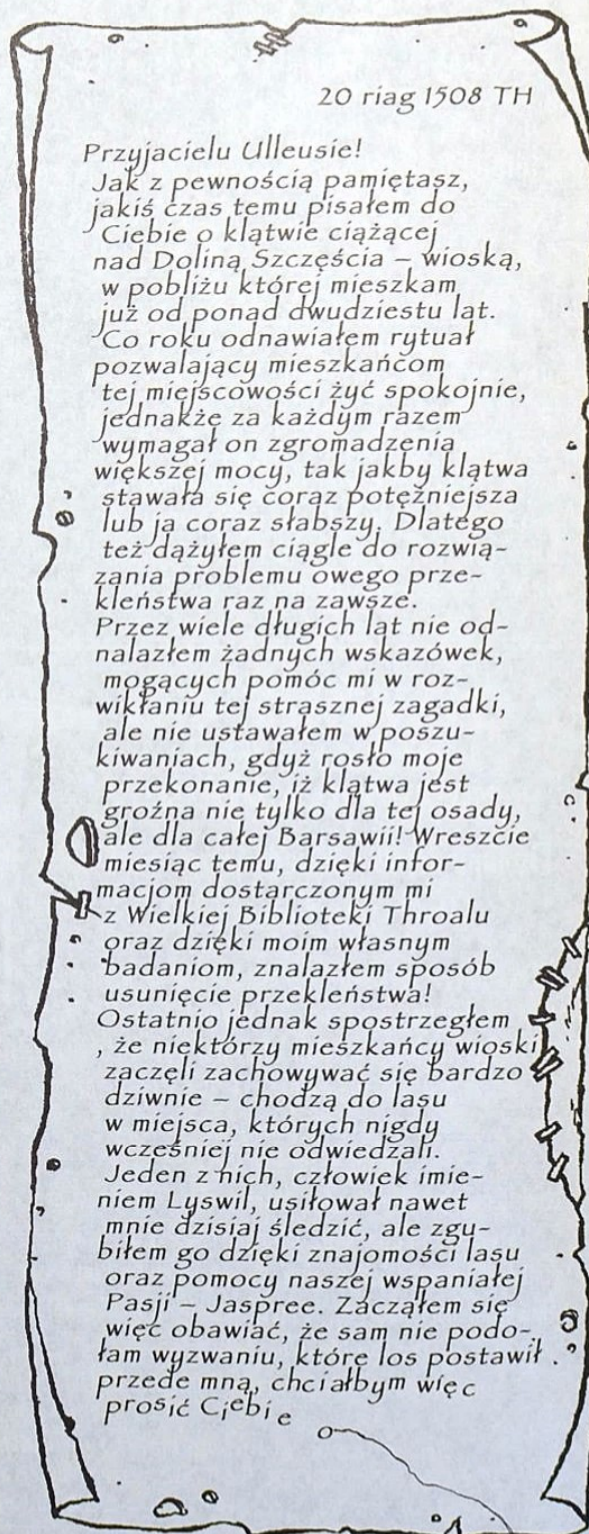 20 riag 1508 TH
Przyjacielu Ulleusie!
Jak z pewnością pamiętasz,
jakiś czas temu pisałem do
Ciebie o klątwie ciążącej
nad Doliną Szczęścia – wioską,
w pobliżu której mieszkam
już od ponad dwudziestu lat.
Co roku odnawiałem rytuał
pozwalający mieszkańcom
tej miejscowości żyć spokojnie,
jednakże za każdym razem
wymagał on zgromadzenia
większej mocy, tak jakby klątwa
stawała się coraz potężniejsza
lub ja coraz słabszy. Dlatego
też dążyłem ciągle do rozwią-
zania problemu owego prze-
kleństwa raz na zawsze.
Przez wiele długich lat nie od-
nalazłem żadnych wskazówek,
mogących pomóc mi w roz-
wikłaniu tej strasznej zagadki,
ale nie ustawałem w poszu-
kiwaniach, gdyż rosło moje
przekonanie, iż klątwa jest
groźna nie tylko dla tej osady,
ale dla całej Barsawii! Wreszcie
miesiąc temu, dzięki infor-
macjom dostarczonym mi
z Wielkiej Biblioteki Throalu
oraz dzięki moim własnym
badaniom, znalazłem sposób
usunięcie przekleństwa!
Ostatnio jednak spostrzegłem
, że niektórzy mieszkańcy wioski
zaczęli zachowywać się bardzo
dziwnie – chodzą do lasu
w miejsca, których nigdy
wcześniej nie odwiedzali.
Jeden z nich, człowiek imie-
niem Lyswil, usiłował nawet
mnie dzisiaj śledzić, ale zgu-
biłem go dzięki znajomości lasu
oraz pomocy naszej wspaniałej
Pasji – Jaspree. Zacząłem się
więc obawiać, że sam nie podo-
łam wyzwaniu, które los postawił
przede mną, chciałbym więc
prosić Ciebie